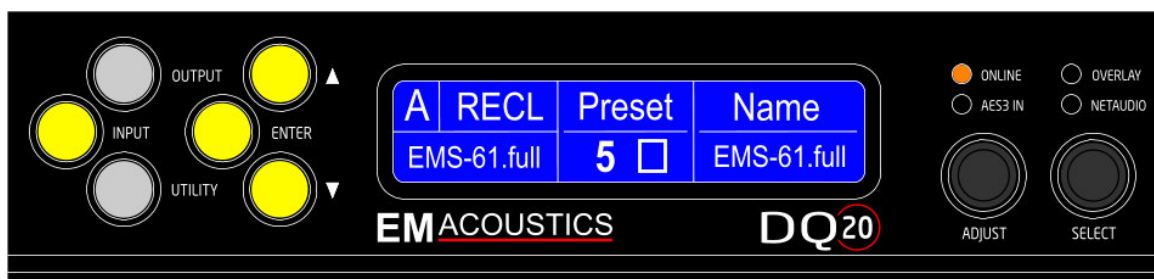 OUTPUT ▲
INPUT ENTER
UTILITY ▼
A RECL Preset Name
EMS-61.full 5 EMS-61.full
EM ACOUSTICS DQ20
ONLINE OVERLAY
AES3 IN NETAUDIO
ADJUST SELECT